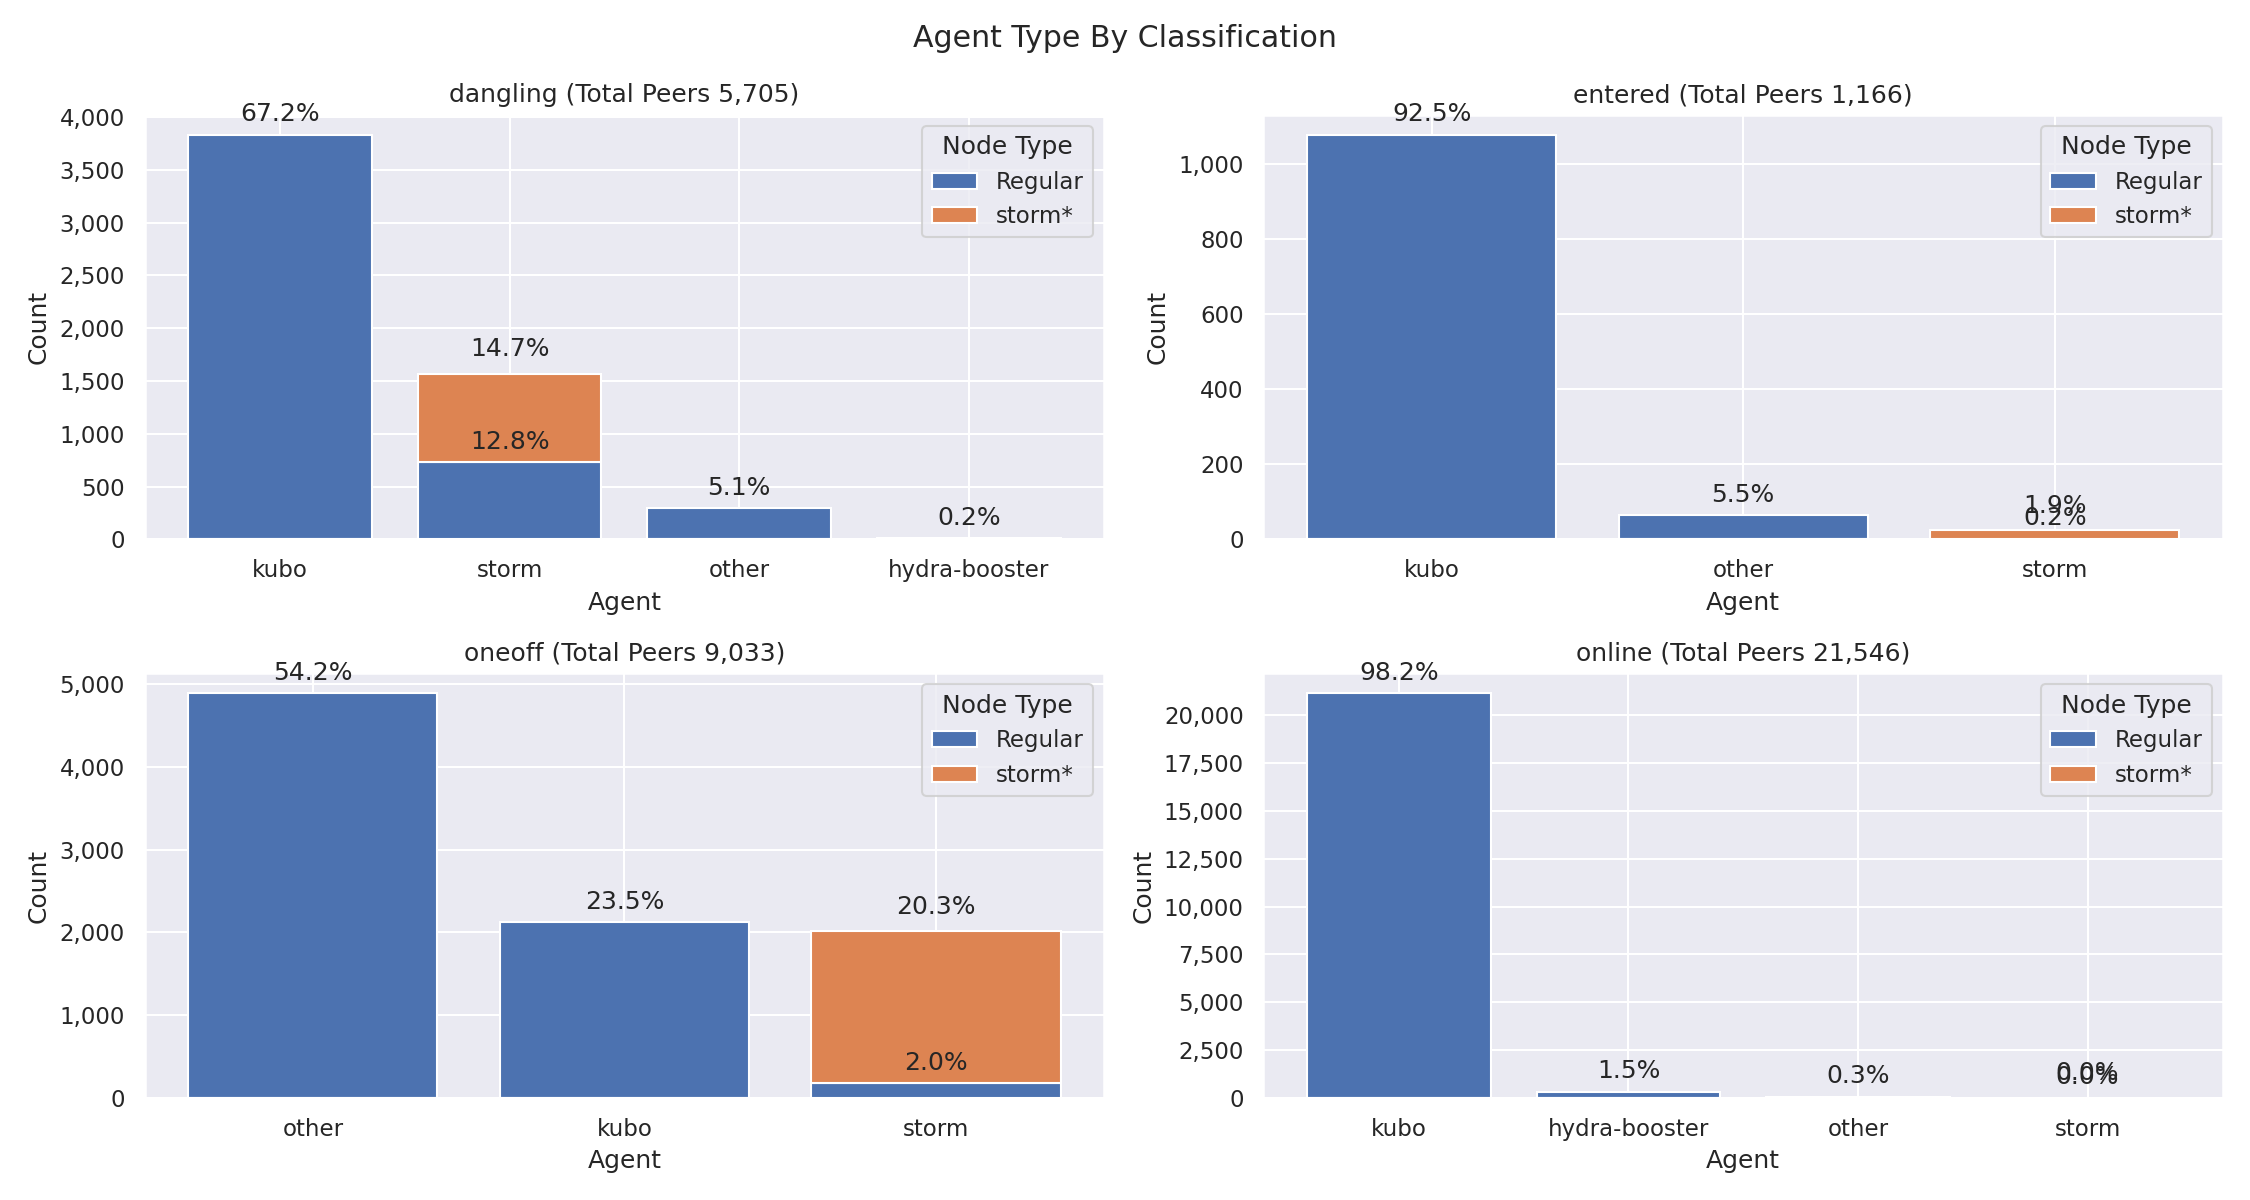 Agent Type By Classification
dangling (Total Peers 5,705)
67.2%
14.7%
12.8%
5.1%
0.2%
4,000
3,500
3,000
2,500
2,000
1,500
1,000
500
0
Count
Node Type
Regular
storm*
kubo storm other hydra-booster
Agent
entered (Total Peers 1,166)
92.5%
5.5%
1.9%
0.2%
1,000
800
600
400
200
0
Count
Node Type
Regular
storm*
kubo other storm
Agent
oneoff (Total Peers 9,033)
54.2%
23.5%
20.3%
2.0%
5,000
4,000
3,000
2,000
1,000
0
Count
Node Type
Regular
storm*
other kubo storm
Agent
online (Total Peers 21,546)
98.2%
1.5%
0.3%
0.0%
0.0%
20,000
17,500
15,000
12,500
10,000
7,500
5,000
2,500
0
Count
Node Type
Regular
storm*
kubo hydra-booster other storm
Agent